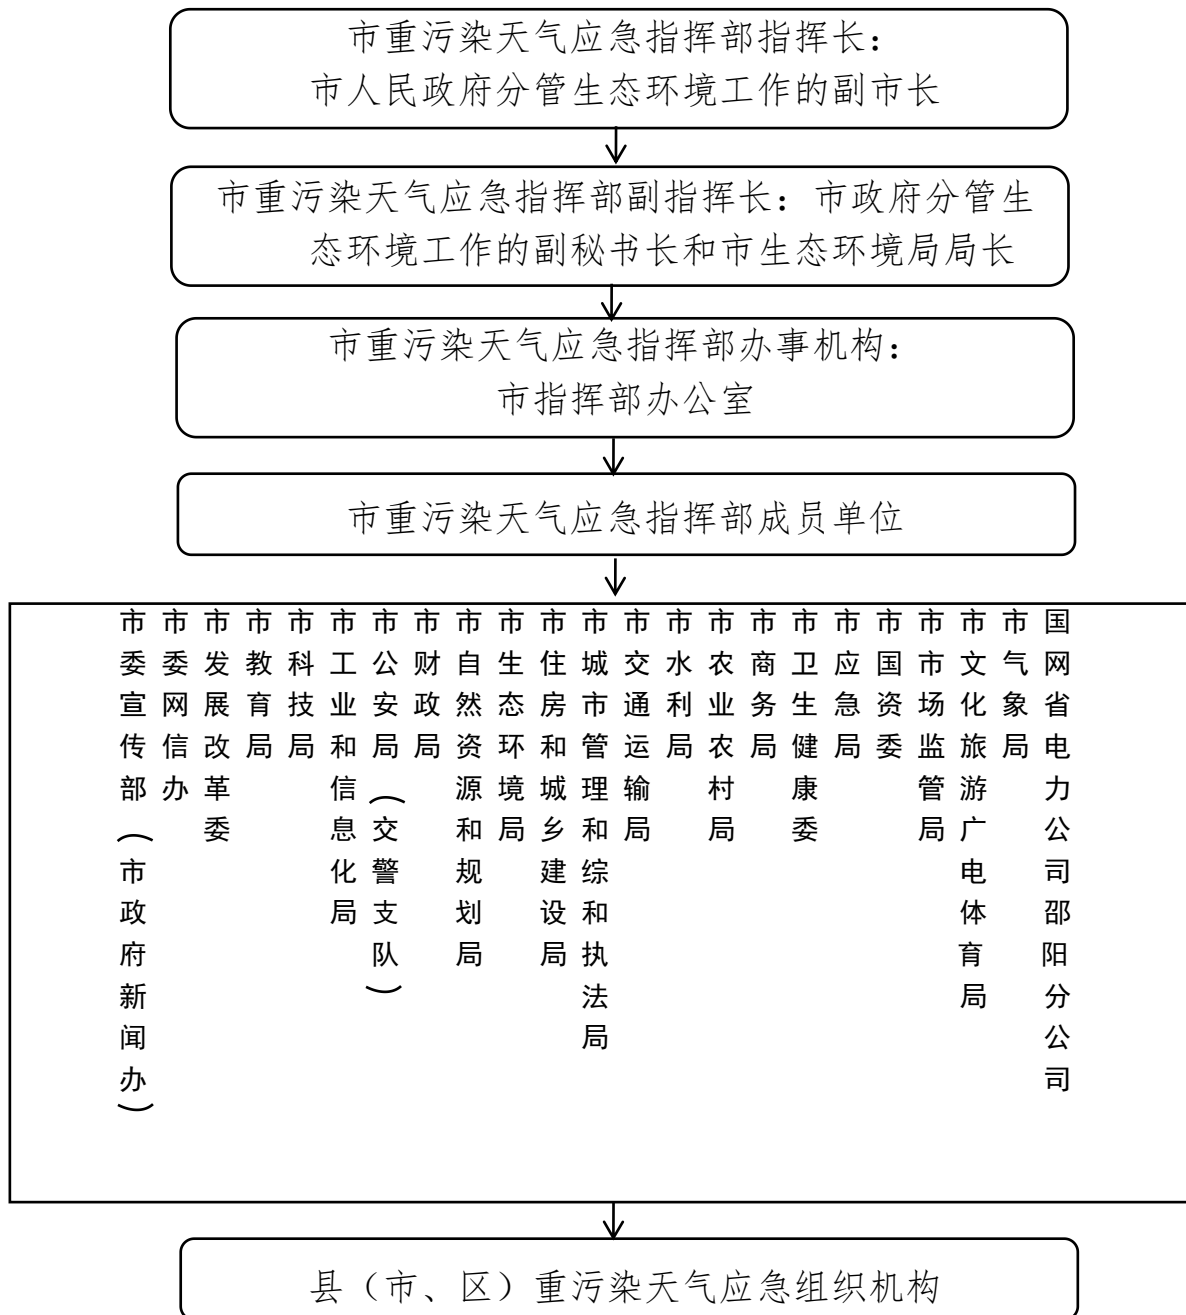 市重污染天气应急指挥部指挥长：
市人民政府分管生态环境工作的副市长
市重污染天气应急指挥部副指挥长：市政府分管生
态环境工作的副秘书长和市生态环境局局长
市重污染天气应急指挥部办事机构：
市指挥部办公室
市重污染天气应急指挥部成员单位
市委宣传部（市政府新闻办）
市委网信办
市发展改革委
市教育局
市科技局
市工业和信息化局
市公安局（交警支队）
市财政局
市自然资源和规划局
市生态环境局
市住房和城乡建设局
市城市管理和综和执法局
市交通运输局
市水利局
市农业农村局
市商务局
市卫生健康委
市应急局
市国资委
市市场监管局
市文化旅游广电体育局
市气象局
国网省电力公司邵阳分公司
县（市、区）重污染天气应急组织机构